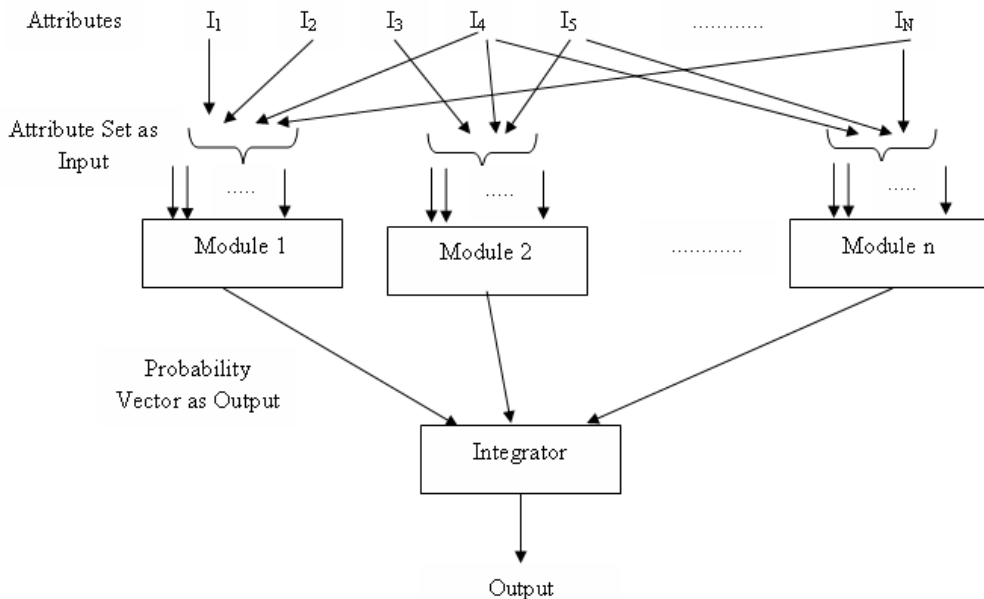 Attributes I₁ I₂ I₃ I₄ I₅ ............ I_N
Attribute Set as
Input
..... ..... .....
Module 1 Module 2 ............ Module n
Probability
Vector as Output
Integrator
Output